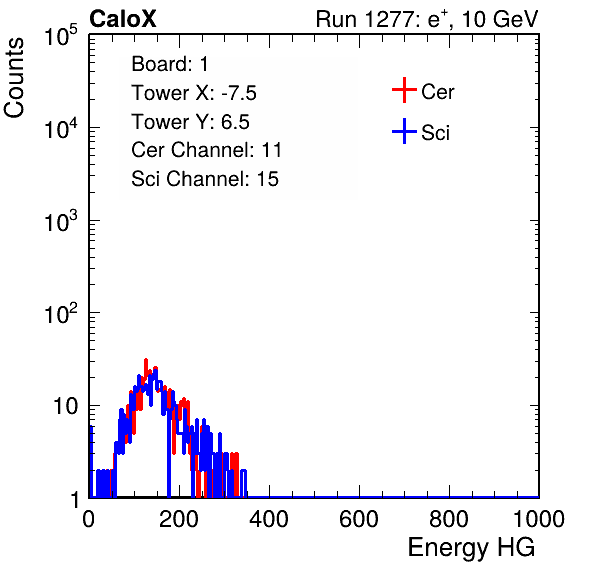 CaloX Run 1277: e⁺, 10 GeV
Counts
10⁵
10⁴
10³
10²
10
1
Board: 1
Tower X: -7.5
Tower Y: 6.5
Cer Channel: 11
Sci Channel: 15
Cer
Sci
0 200 400 600 800 1000
Energy HG